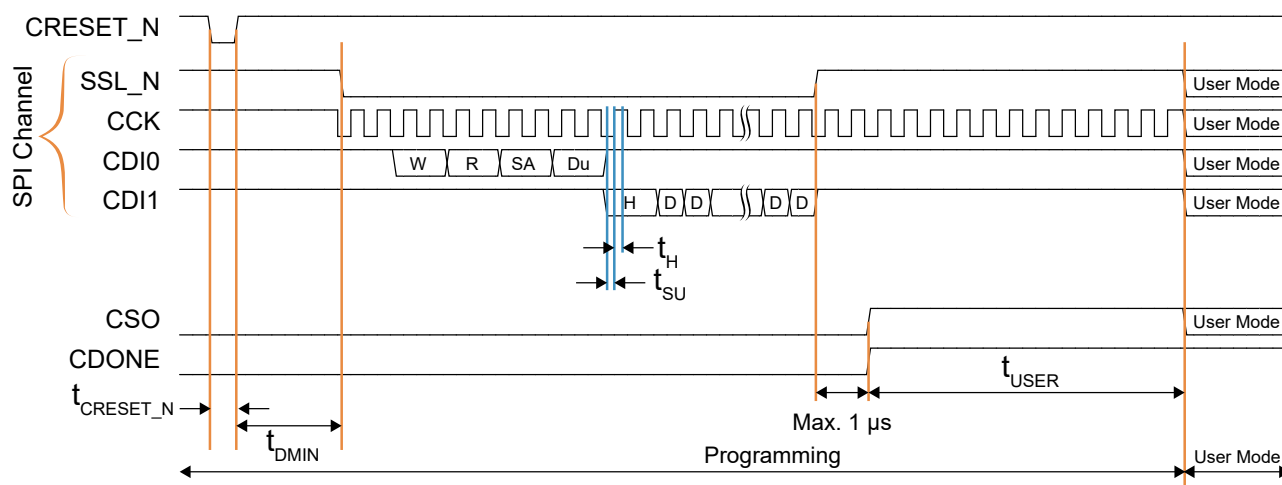 CRESET_N
SPI Channel
SSL_N
User Mode
CCK
User Mode
CDI0
W R SA Du
User Mode
CDI1
H D D D D
User Mode
tH
tSU
CSO
User Mode
CDONE
tCRESET_N
tUSER
Max. 1 µs
tDMIN
Programming
User Mode